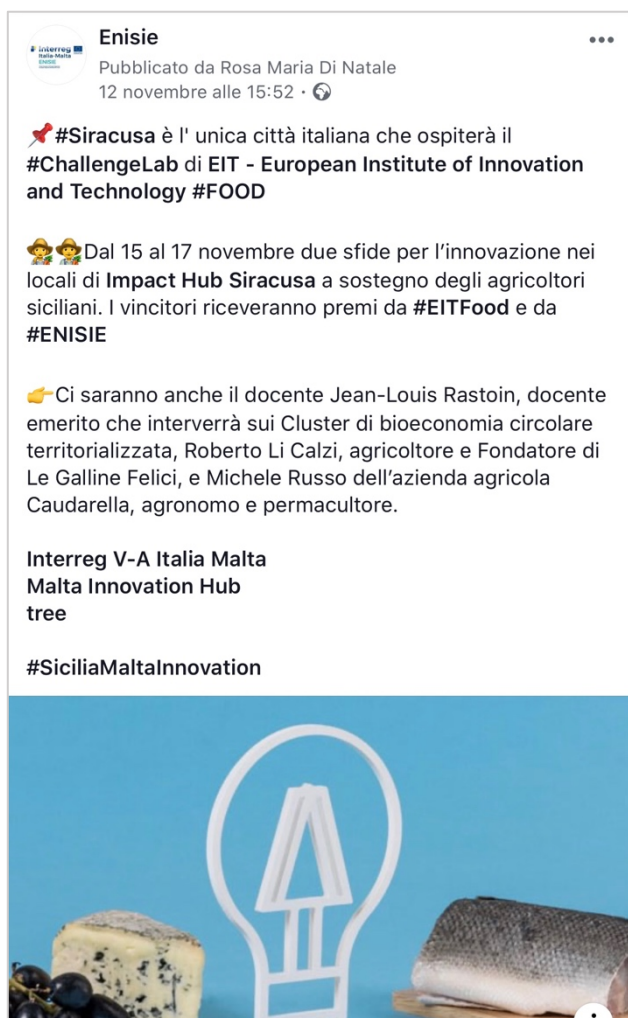 Interreg
Italia-Malta
ENISIE
Enisie
Pubblicato da Rosa Maria Di Natale
12 novembre alle 15:52 ·
📌#Siracusa è l' unica città italiana che ospiterà il
#ChallengeLab di EIT - European Institute of Innovation
and Technology #FOOD
👩‍🌾👩‍🌾Dal 15 al 17 novembre due sfide per l’innovazione nei
locali di Impact Hub Siracusa a sostegno degli agricoltori
siciliani. I vincitori riceveranno premi da #EITFood e da
#ENISIE
👉Ci saranno anche il docente Jean-Louis Rastoin, docente
emerito che interverrà sui Cluster di bioeconomia circolare
territorializzata, Roberto Li Calzi, agricoltore e Fondatore di
Le Galline Felici, e Michele Russo dell’azienda agricola
Caudarella, agronomo e permacultore.
Interreg V-A Italia Malta
Malta Innovation Hub
tree
#SiciliaMaltaInnovation